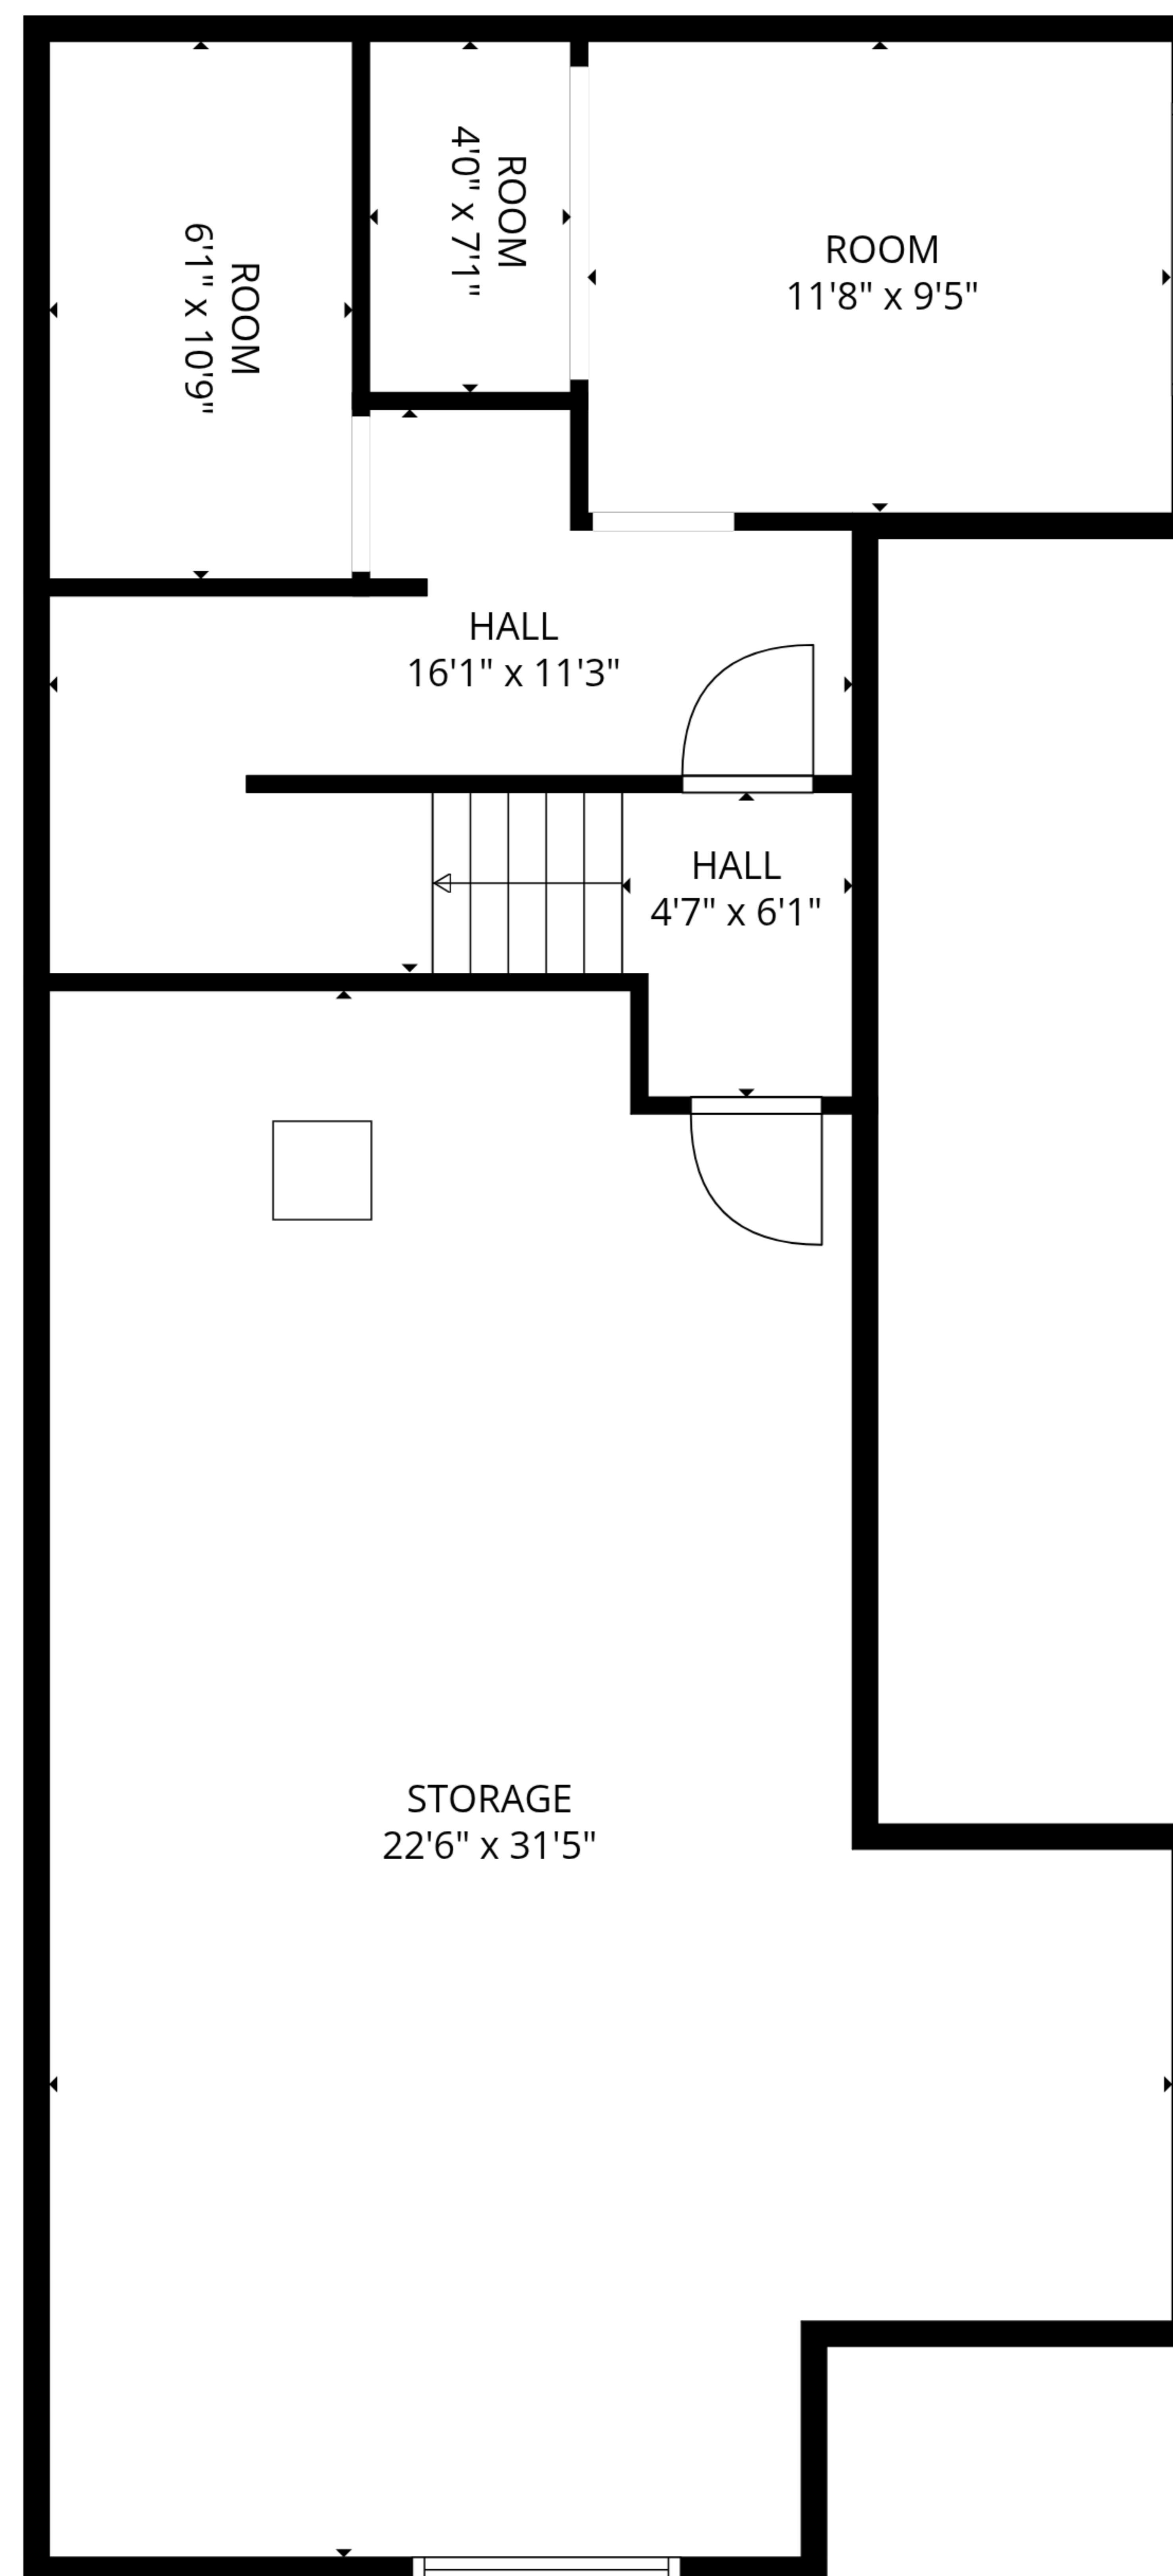 ROOM
6'1" x 10'9"
ROOM
4'0" x 7'1"
ROOM
11'8" x 9'5"
HALL
16'1" x 11'3"
HALL
4'7" x 6'1"
STORAGE
22'6" x 31'5"